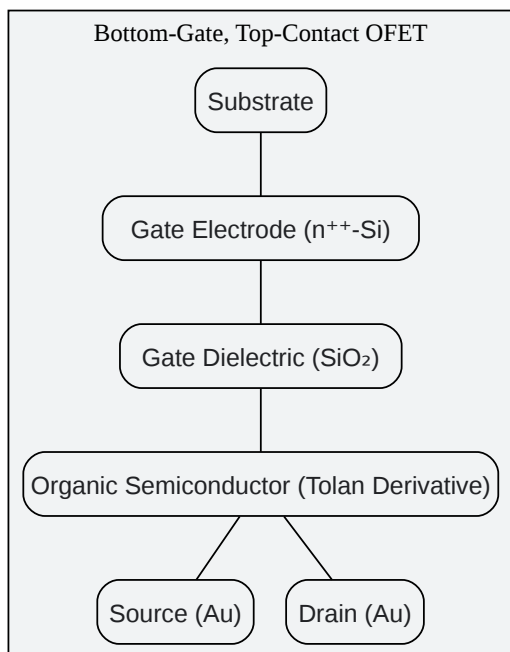 Bottom-Gate, Top-Contact OFET
Substrate
Gate Electrode (n⁺⁺-Si)
Gate Dielectric (SiO₂)
Organic Semiconductor (Tolan Derivative)
Source (Au)
Drain (Au)